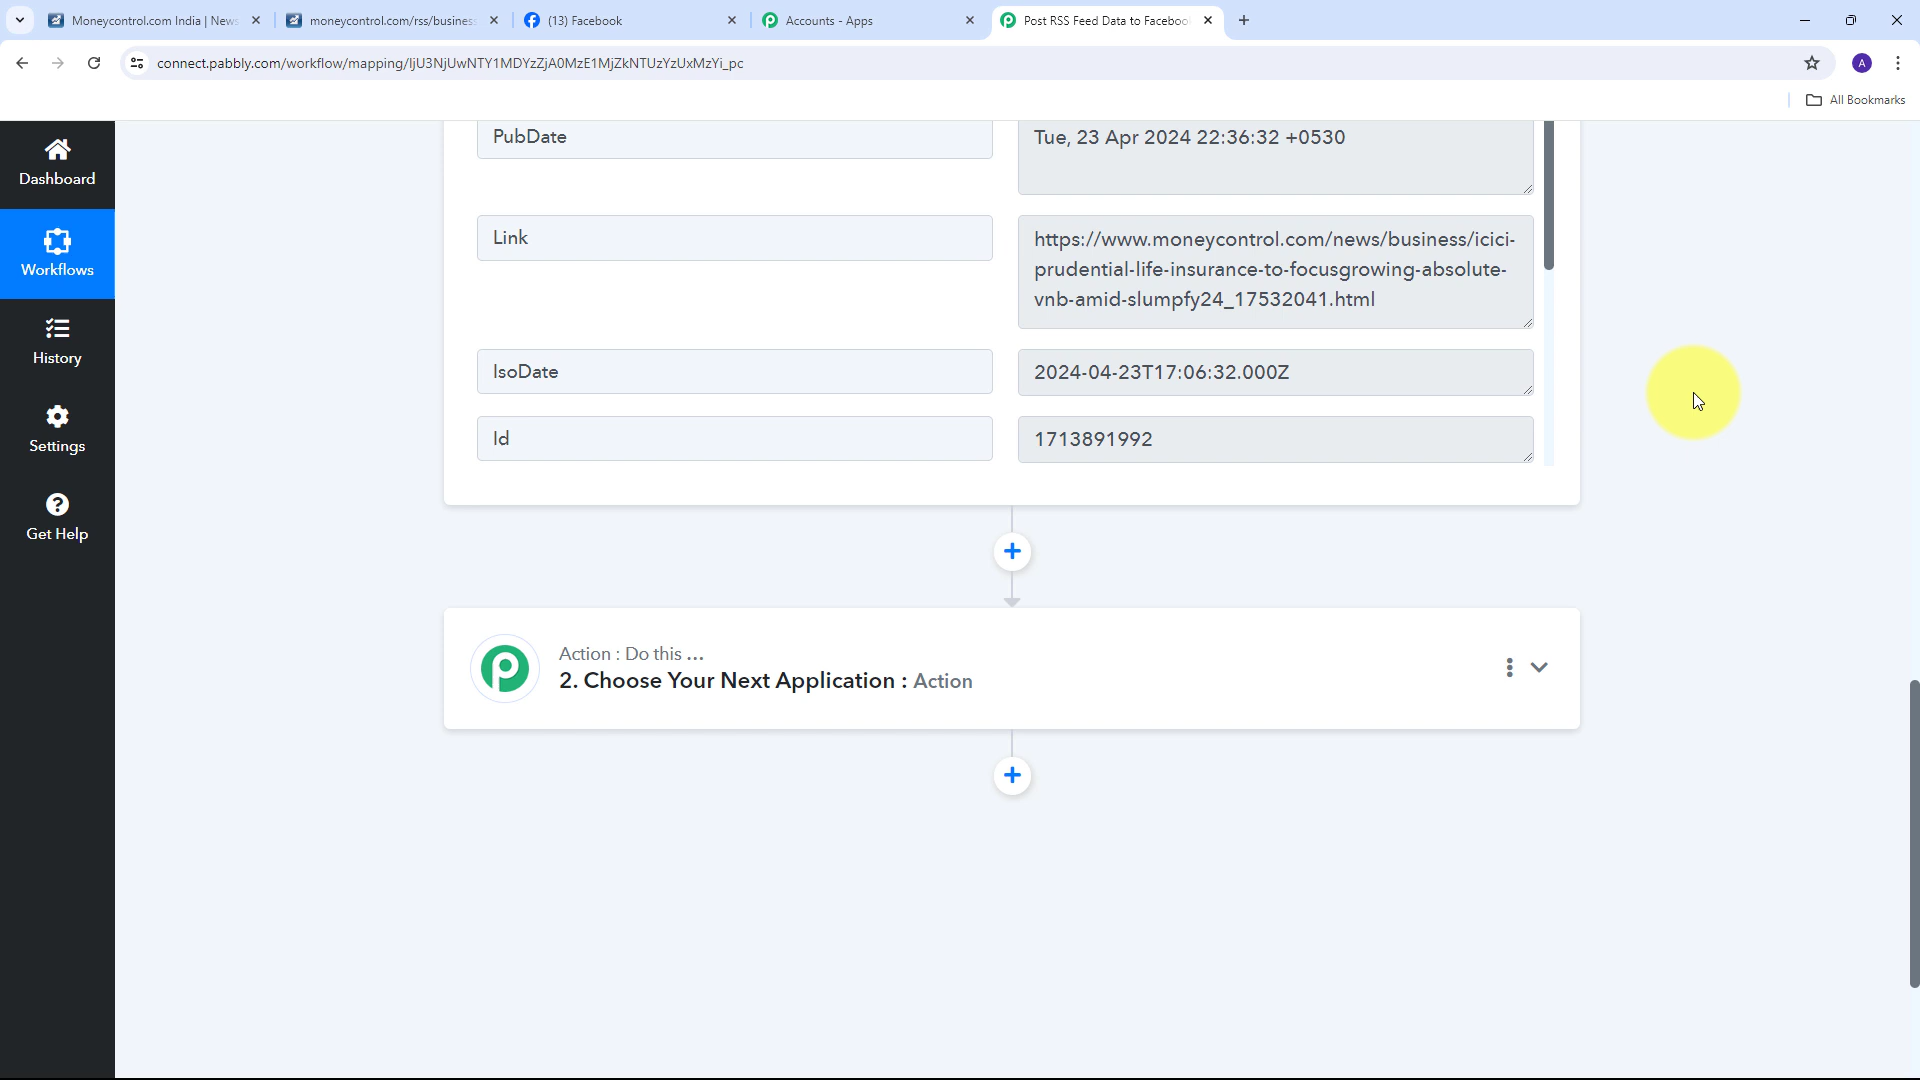 Moneycontrol.com India | News
moneycontrol.com/rss/busines
(13) Facebook
Accounts - Apps
Post RSS Feed Data to Faceboo
connect.pabbly.com/workflow/mapping/IjU3NjUwNTY1MDYzZjA0MzE1MjZkNTUzYzUxMzYi_pc
A
All Bookmarks
Dashboard
Workflows
History
Settings
Get Help
PubDate
Tue, 23 Apr 2024 22:36:32 +0530
Link
https://www.moneycontrol.com/news/business/icici-
prudential-life-insurance-to-focusgrowing-absolute-
vnb-amid-slumpfy24_17532041.html
IsoDate
2024-04-23T17:06:32.000Z
Id
1713891992
Action : Do this ...
2. Choose Your Next Application : Action